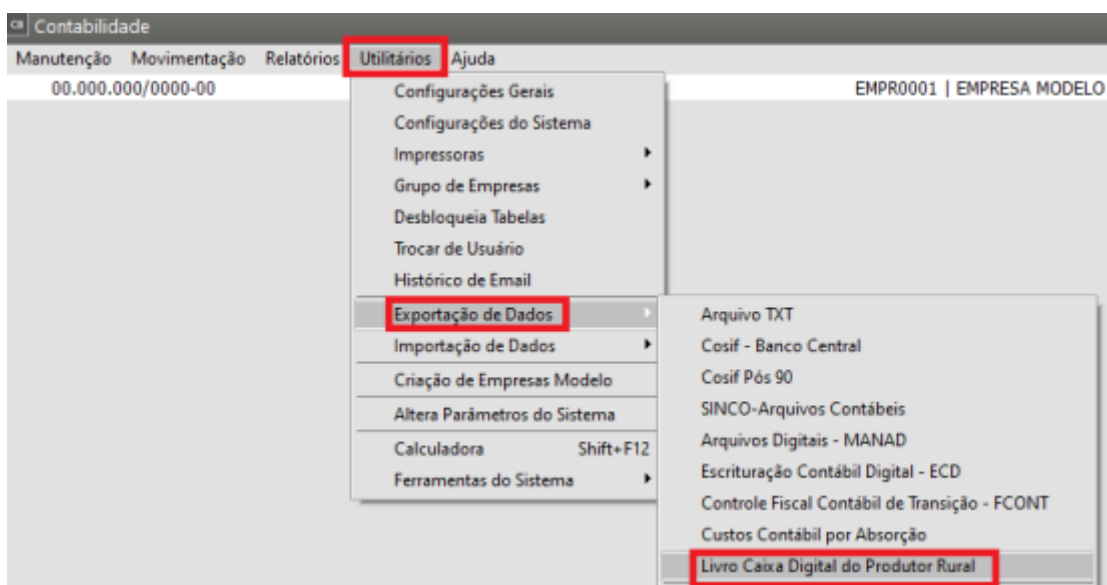 CB Contabilidade
Manutenção Movimentação Relatórios Utilitários Ajuda
00.000.000/0000-00 EMPR0001 | EMPRESA MODELO
Configurações Gerais
Configurações do Sistema
Impressoras
Grupo de Empresas
Desbloqueia Tabelas
Trocar de Usuário
Histórico de Email
Exportação de Dados
Importação de Dados
Criação de Empresas Modelo
Altera Parâmetros do Sistema
Calculadora Shift+F12
Ferramentas do Sistema
Arquivo TXT
Cosif - Banco Central
Cosif Pós 90
SINCO-Arquivos Contábeis
Arquivos Digitais - MANAD
Escrituração Contábil Digital - ECD
Controle Fiscal Contábil de Transição - FCONT
Custos Contábil por Absorção
Livro Caixa Digital do Produtor Rural